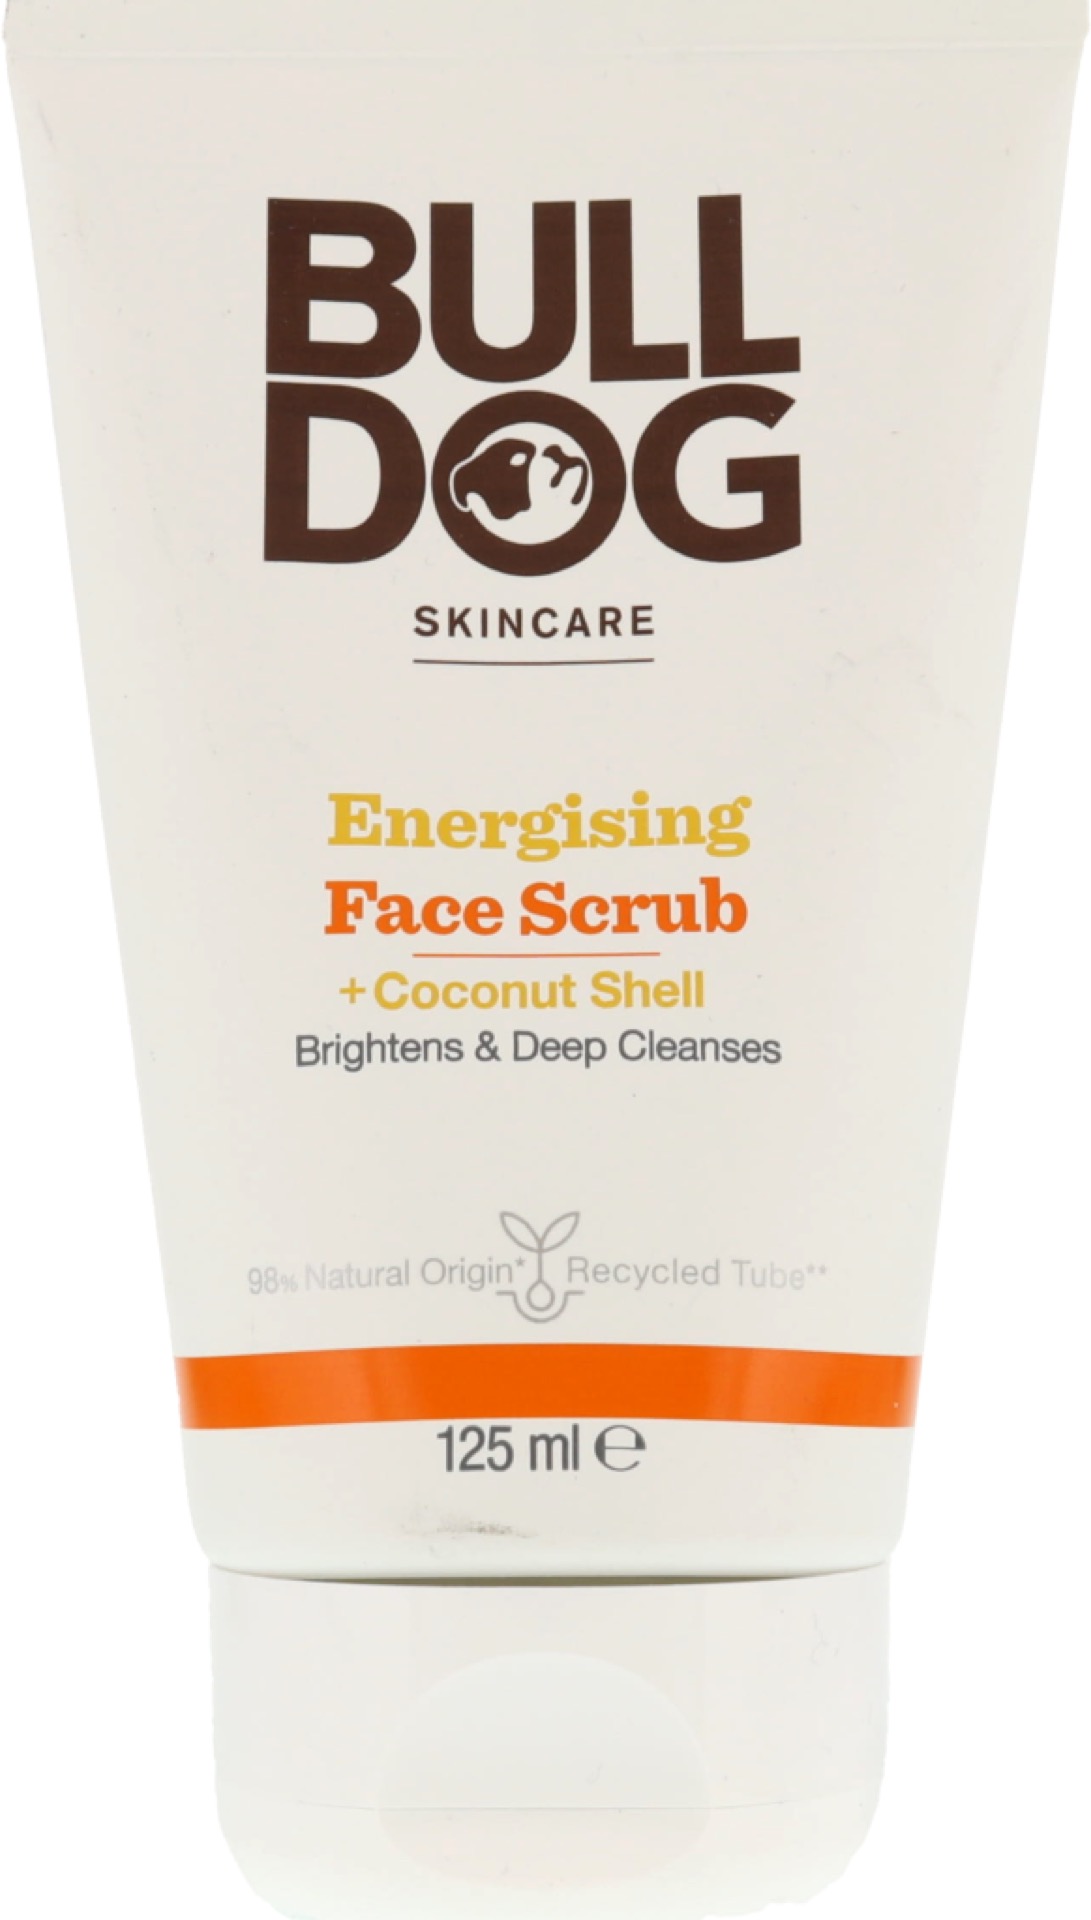 BULL
DOG
SKINCARE
Energising
Face Scrub
+Coconut Shell
Brightens & Deep Cleanses
98% Natural Origin* Recycled Tube**
125 ml ℮